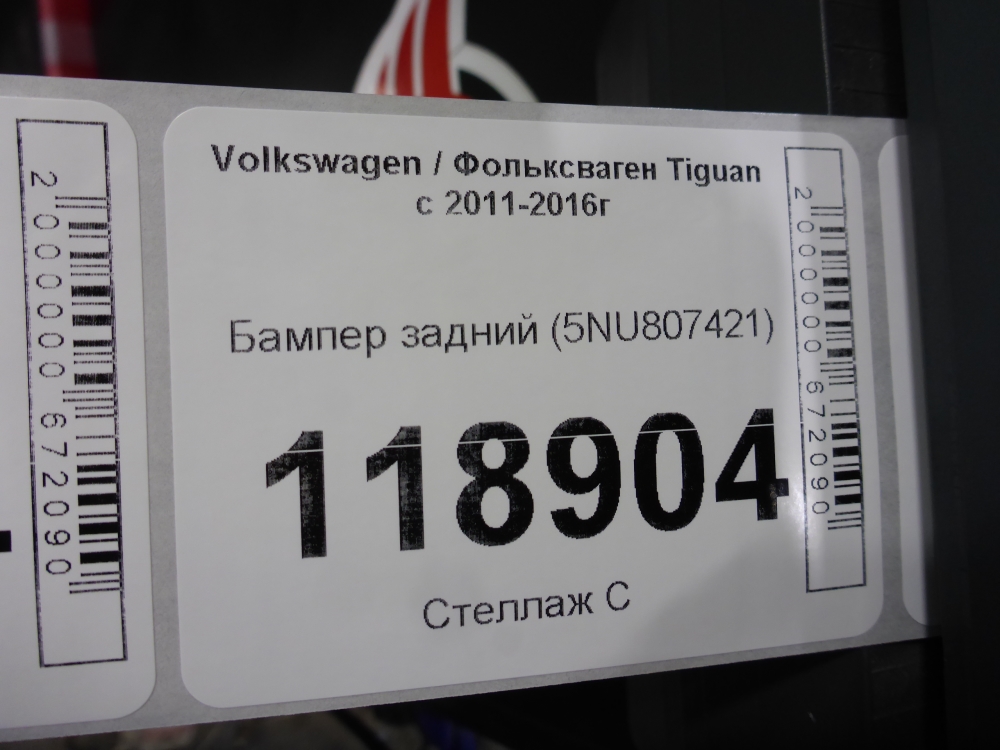 2000000672090
Volkswagen / Фольксваген Tiguan
с 2011-2016г
Бампер задний (5NU807421)
118904
Стеллаж С
2000000672090